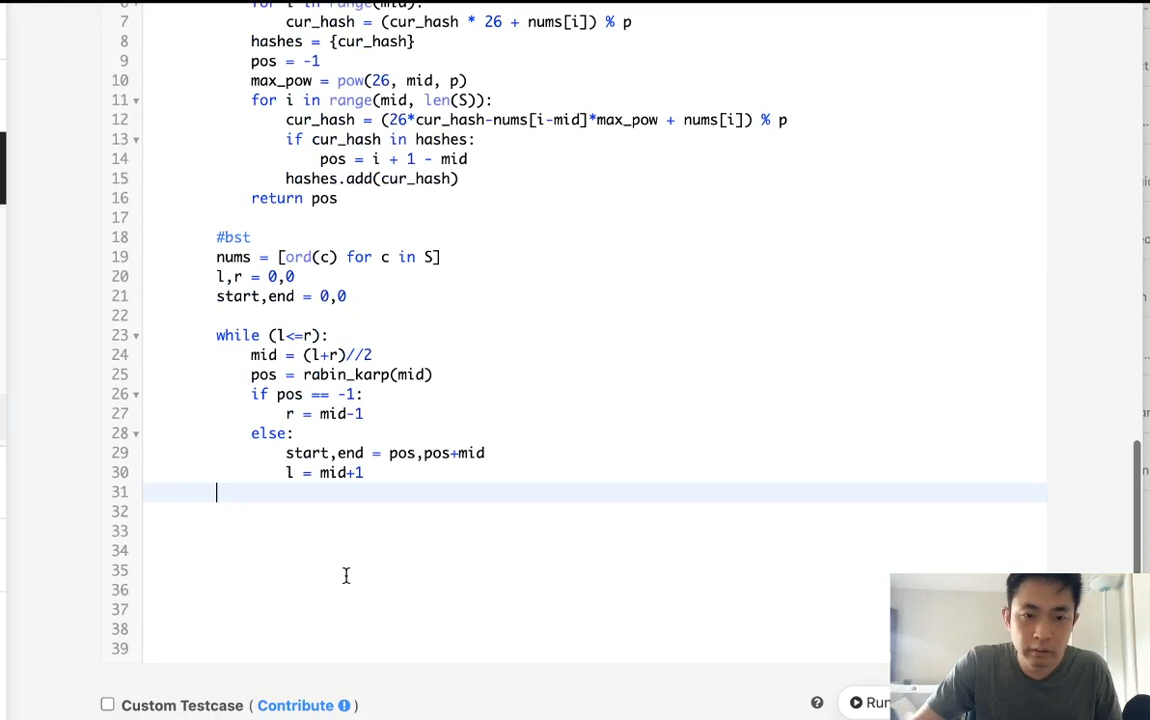 6 for i in range(mid):
7 cur_hash = (cur_hash * 26 + nums[i]) % p
8 hashes = {cur_hash}
9 pos = -1
10 max_pow = pow(26, mid, p)
11 for i in range(mid, len(S)):
12 cur_hash = (26*cur_hash-nums[i-mid]*max_pow + nums[i]) % p
13 if cur_hash in hashes:
14 pos = i + 1 - mid
15 hashes.add(cur_hash)
16 return pos
17
18 #bst
19 nums = [ord(c) for c in S]
20 l,r = 0,0
21 start,end = 0,0
22
23 while (l<=r):
24 mid = (l+r)//2
25 pos = rabin_karp(mid)
26 if pos == -1:
27 r = mid-1
28 else:
29 start,end = pos,pos+mid
30 l = mid+1
31
32
33
34
35
36
37
38
39
Custom Testcase ( Contribute )
Run